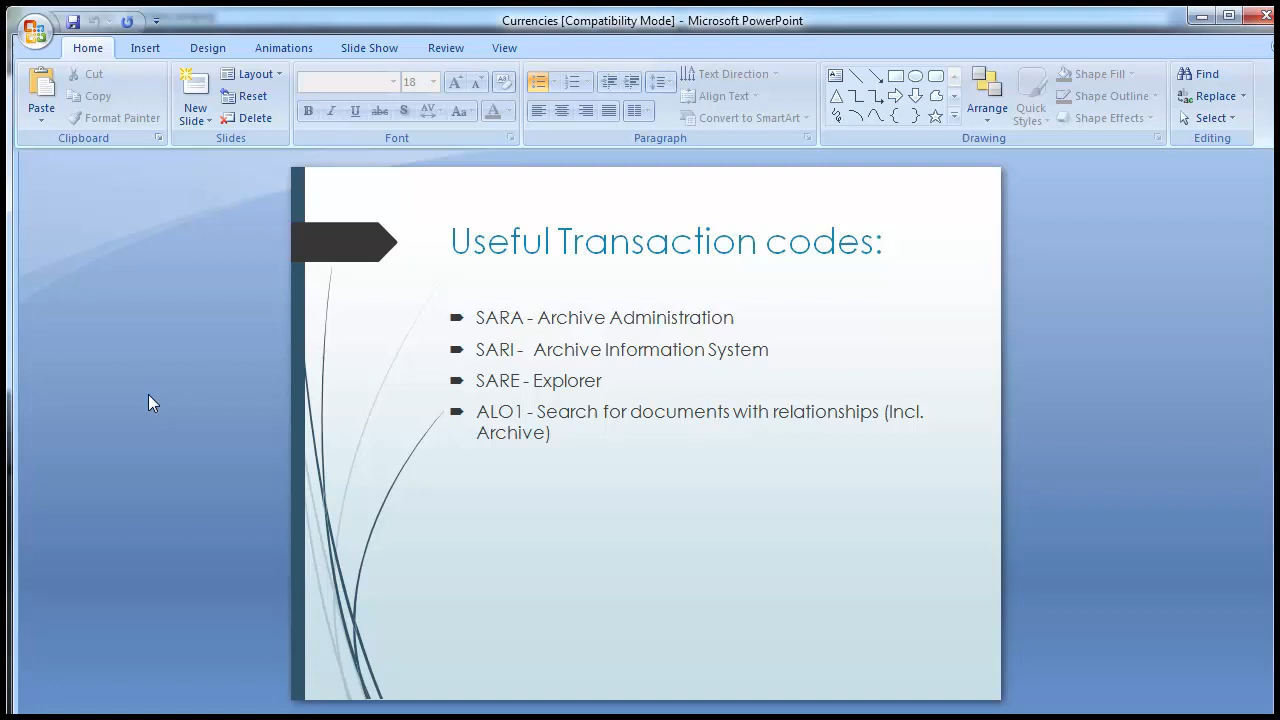 Currencies [Compatibility Mode] - Microsoft PowerPoint
Home Insert Design Slide Show Animations Review View
Paste
Cut
Copy
Format Painter
Clipboard
New Slide
Layout
Reset
Delete
Slides
18
B I U abc S AV Aa A
Font
Text Direction
Align Text
Convert to SmartArt
Paragraph
Arrange
Quick Styles
Shape Fill
Shape Outline
Shape Effects
Drawing
Find
Replace
Select
Editing
Useful Transaction codes:
SARA - Archive Administration
SARI - Archive Information System
SARE - Explorer
ALO1 - Search for documents with relationships (Incl.
Archive)